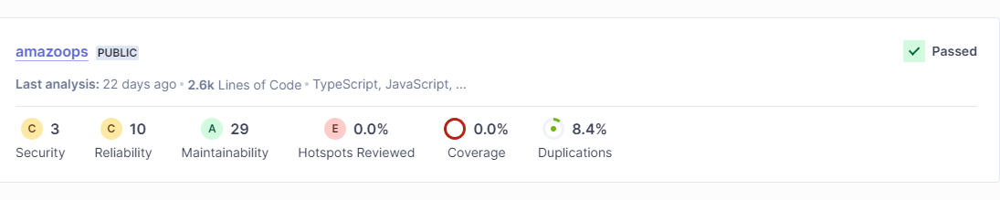 amazoops PUBLIC Passed
Last analysis: 22 days ago • 2.6k Lines of Code • TypeScript, JavaScript, ...
C 3 C 10 A 29 E 0.0% 0.0% 8.4%
Security Reliability Maintainability Hotspots Reviewed Coverage Duplications